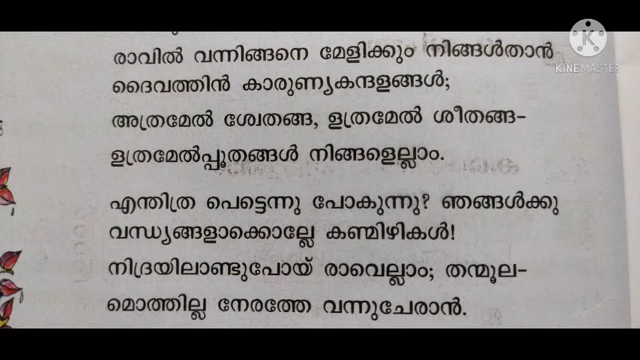 രാവിൽ വന്നിങ്ങനെ മേളിക്കും നിങ്ങൾതാൻ
ദൈവത്തിൻ കാരുണ്യകന്ദളങ്ങൾ;
അത്രമേൽ ശ്വേതങ്ങ, ളത്രമേൽ ശീതങ്ങ-
ളത്രമേൽപ്പൂതങ്ങൾ നിങ്ങളെല്ലാം.
എന്തിത്ര പെട്ടെന്നു പോകുന്നു? ഞങ്ങൾക്കു
വന്ധ്യങ്ങളാക്കൊല്ലേ കണ്മിഴികൾ!
നിദ്രയിലാണ്ടുപോയ് രാവെല്ലാം; തന്മൂല-
മൊത്തില്ല നേരത്തേ വന്നുചേരാൻ.
KINEMASTER